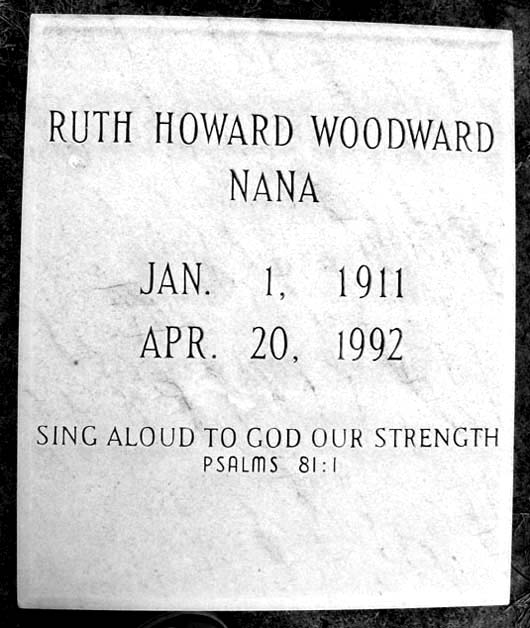 RUTH HOWARD WOODWARD
NANA
JAN. 1, 1911
APR. 20, 1992
SING ALOUD TO GOD OUR STRENGTH
PSALMS 81:1